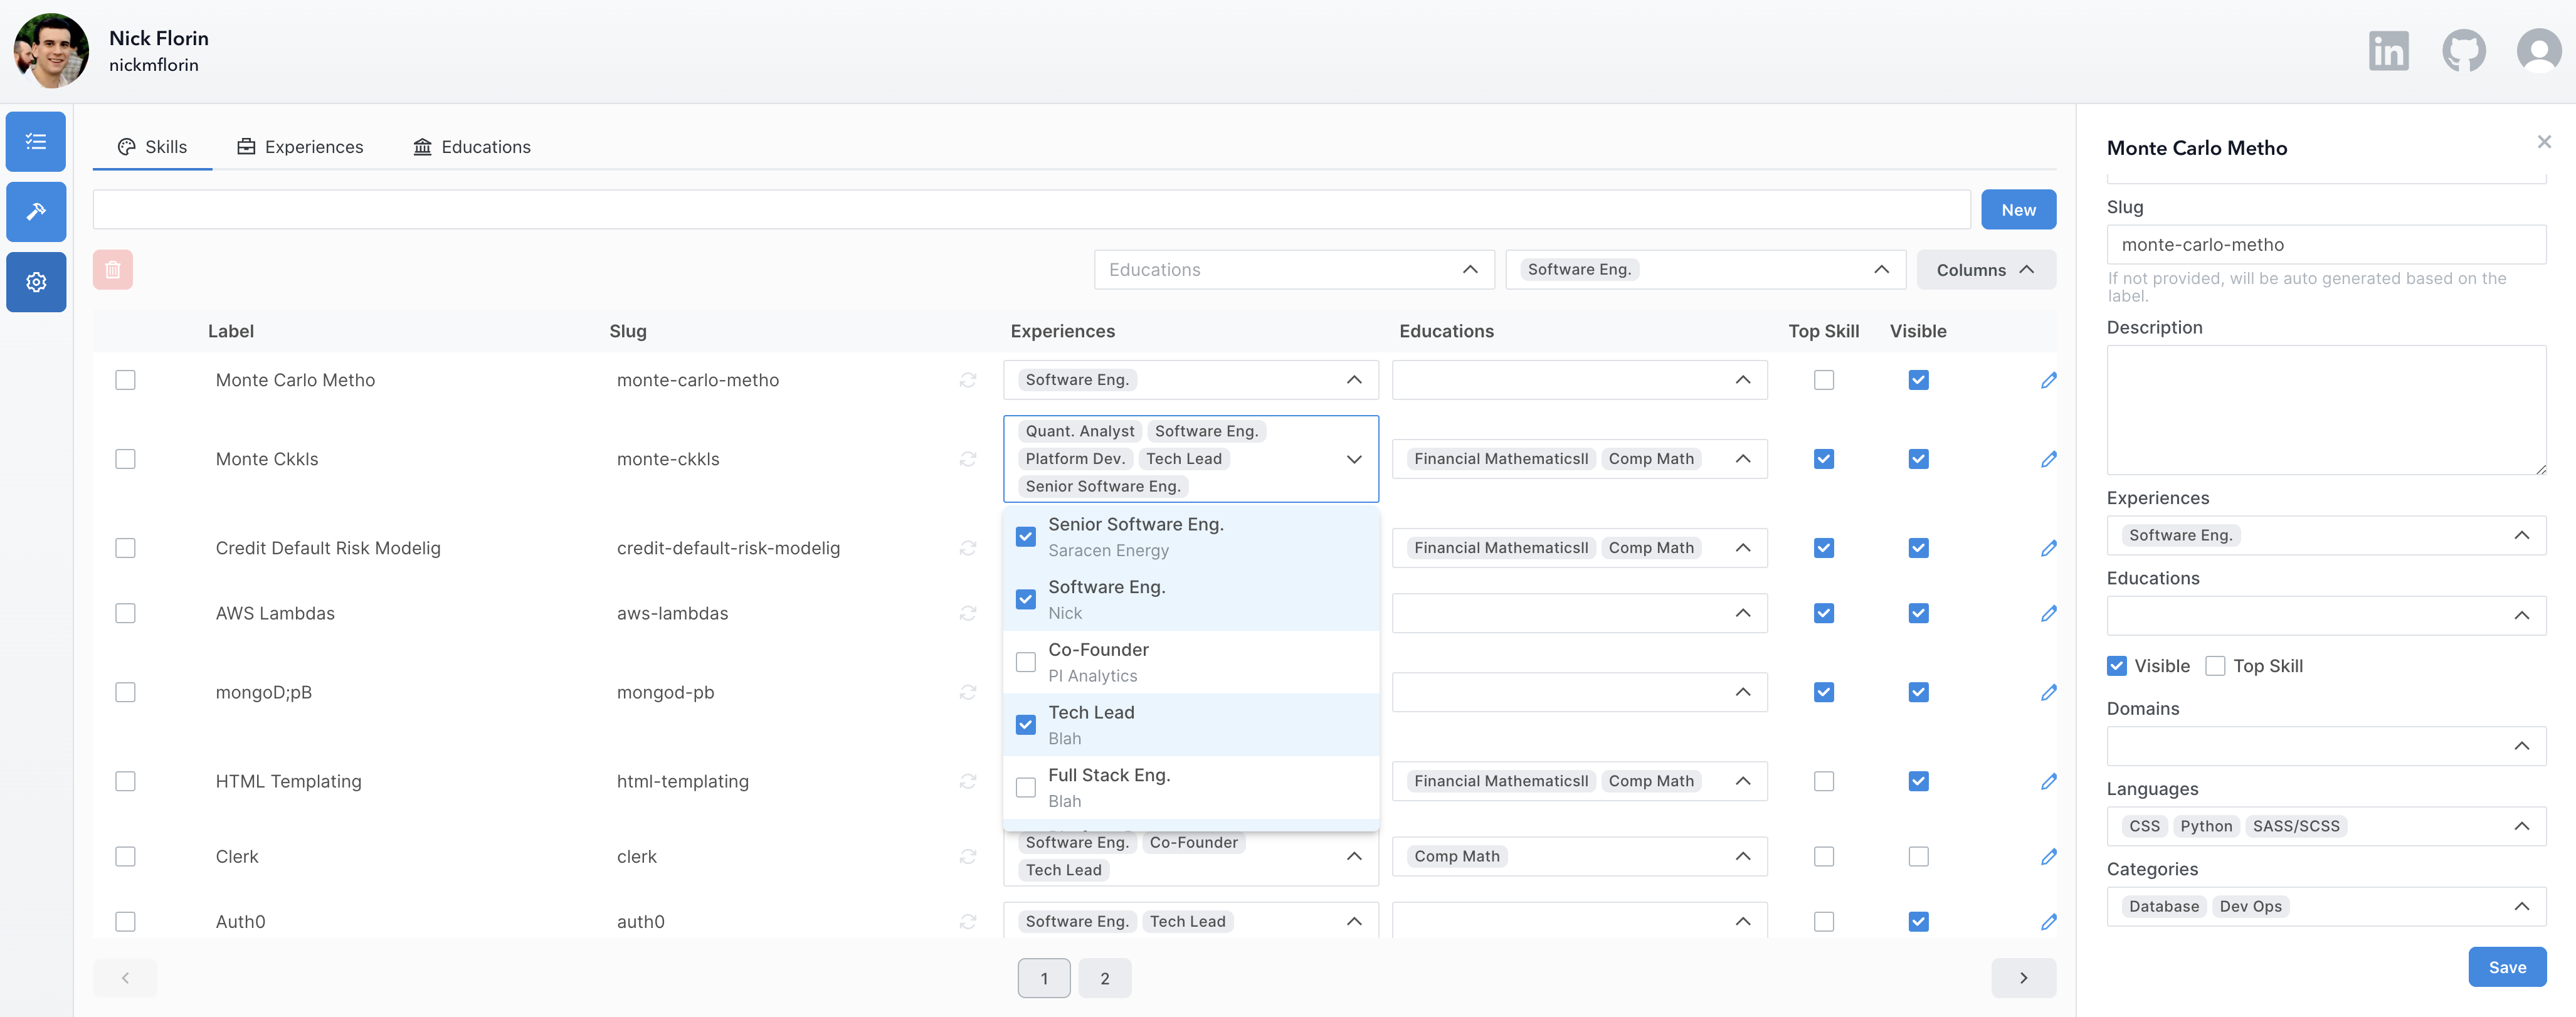 Nick Florin
nickmflorin
in
Skills Experiences Educations
New
Educations Software Eng. Columns
Label Slug Experiences Educations Top Skill Visible
Monte Carlo Metho monte-carlo-metho Software Eng.
Monte Ckkls monte-ckkls Quant. Analyst Software Eng. Platform Dev. Tech Lead Senior Software Eng. Financial Mathematicsll Comp Math
Senior Software Eng.
Saracen Energy
Software Eng.
Nick
Co-Founder
PI Analytics
Tech Lead
Blah
Full Stack Eng.
Blah
Credit Default Risk Modelig credit-default-risk-modelig Financial Mathematicsll Comp Math
AWS Lambdas aws-lambdas
mongoD;pB mongod-pb
HTML Templating html-templating Financial Mathematicsll Comp Math
Clerk clerk Software Eng. Co-Founder Tech Lead Comp Math
Auth0 auth0 Software Eng. Tech Lead
1 2
Monte Carlo Metho
Slug
monte-carlo-metho
If not provided, will be auto generated based on the
label.
Description
Experiences
Software Eng.
Educations
Visible Top Skill
Domains
Languages
CSS Python SASS/SCSS
Categories
Database Dev Ops
Save